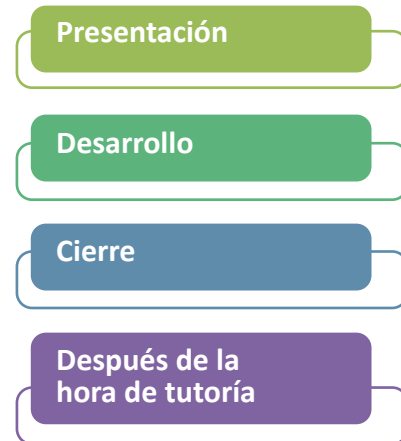 Presentación
Desarrollo
Cierre
Después de la
hora de tutoría